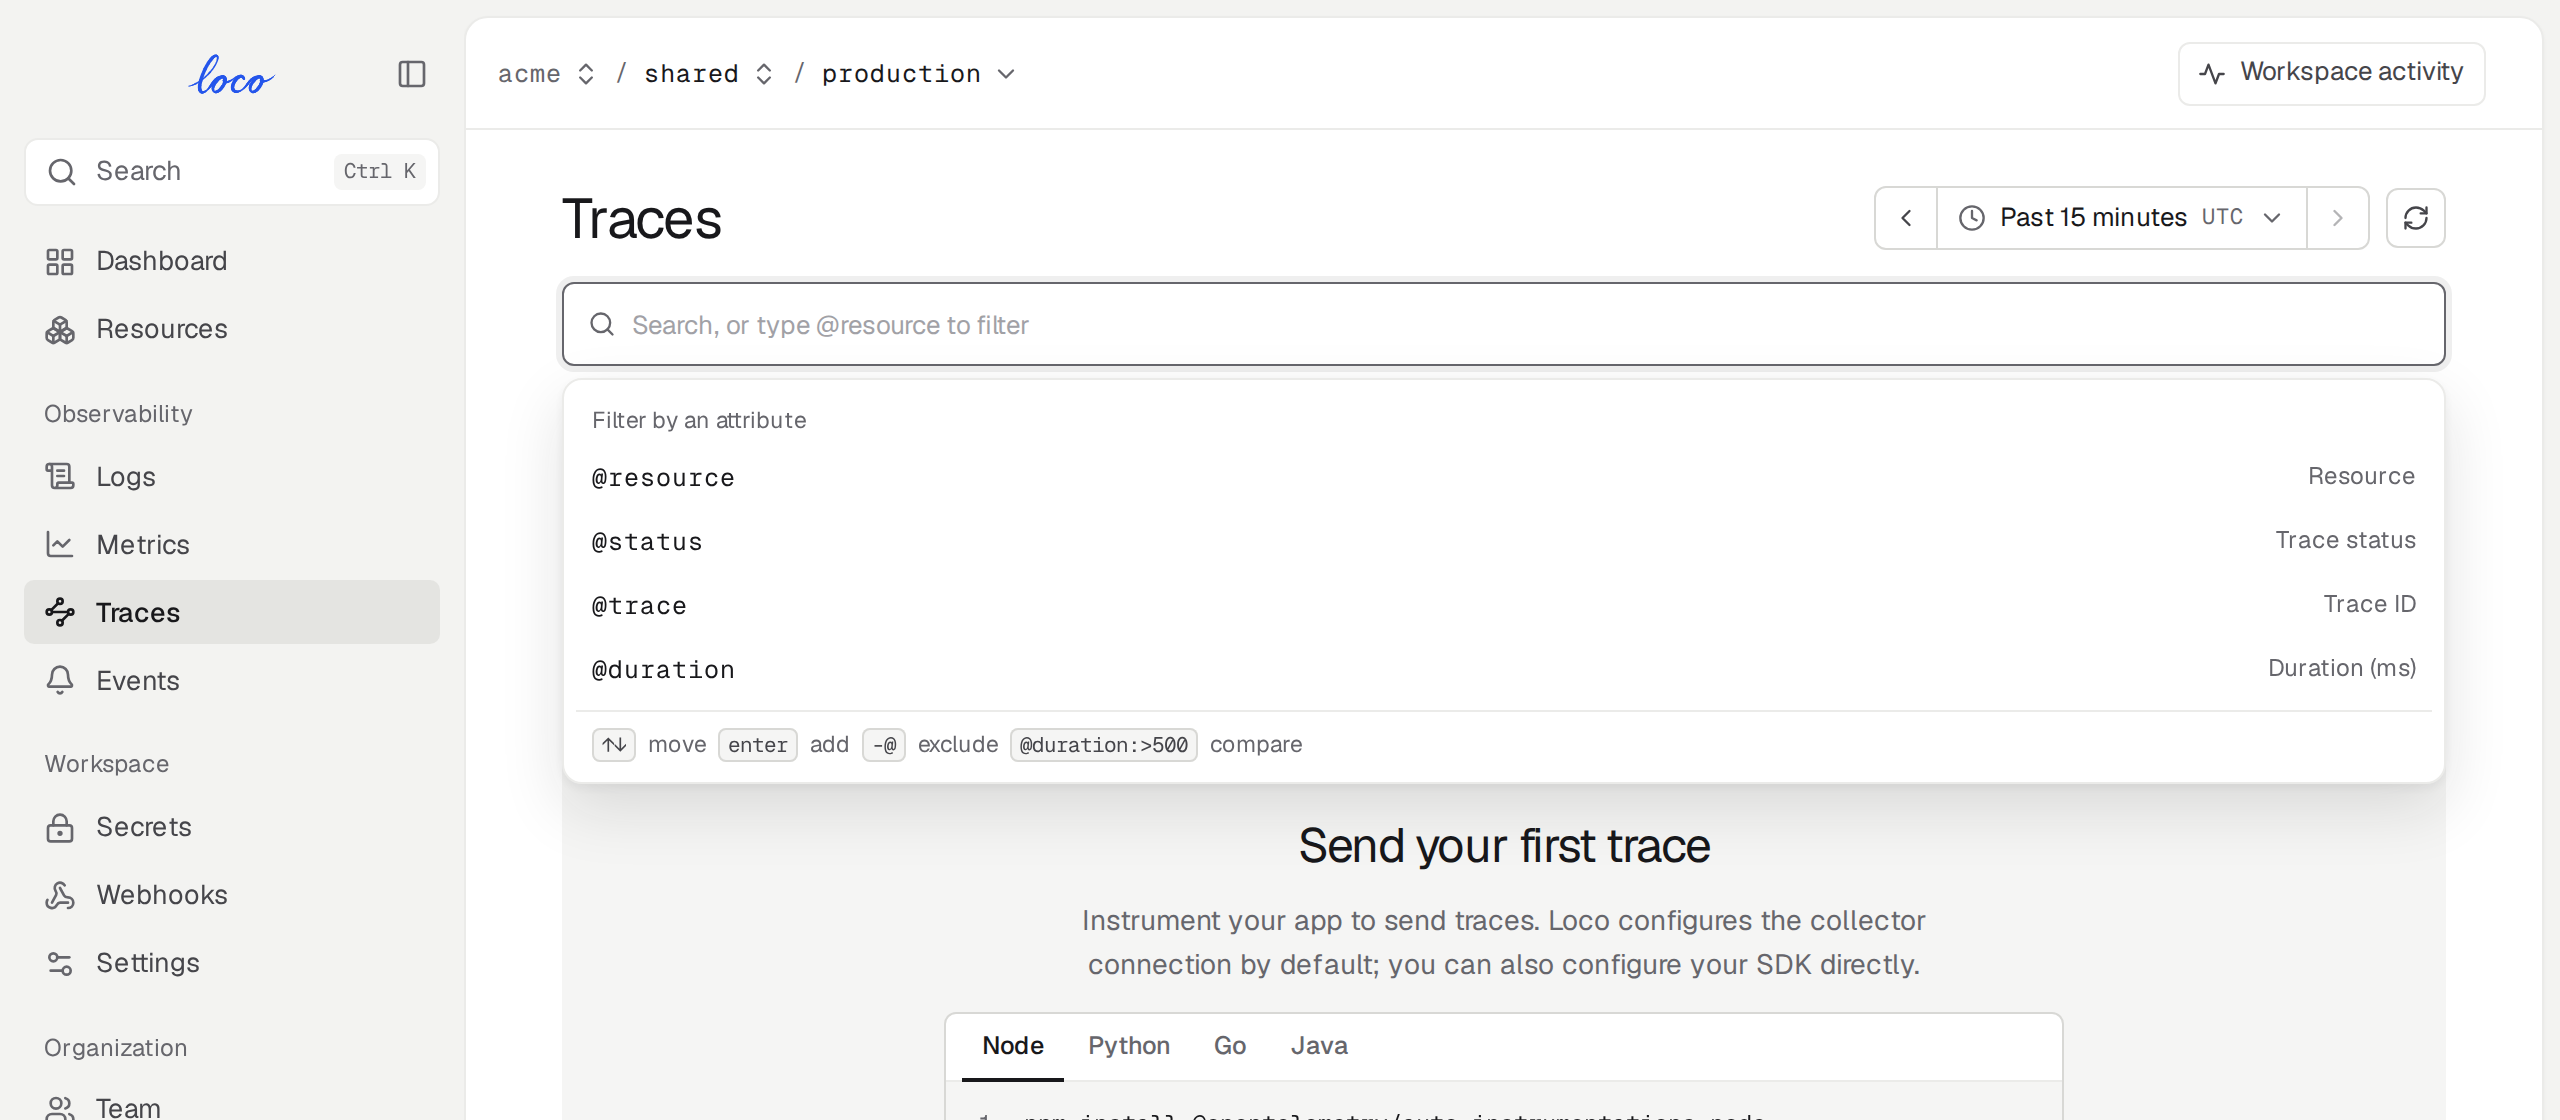 loco
acme / shared / production
Workspace activity
Search Ctrl K
Dashboard
Resources
Observability
Logs
Metrics
Traces
Events
Workspace
Secrets
Webhooks
Settings
Organization
Team
Traces
Past 15 minutes UTC
Search, or type @resource to filter
Filter by an attribute
@resource Resource
@status Trace status
@trace Trace ID
@duration Duration (ms)
↑↓ move enter add -@ exclude @duration:>500 compare
Send your first trace
Instrument your app to send traces. Loco configures the collector
connection by default; you can also configure your SDK directly.
Node Python Go Java